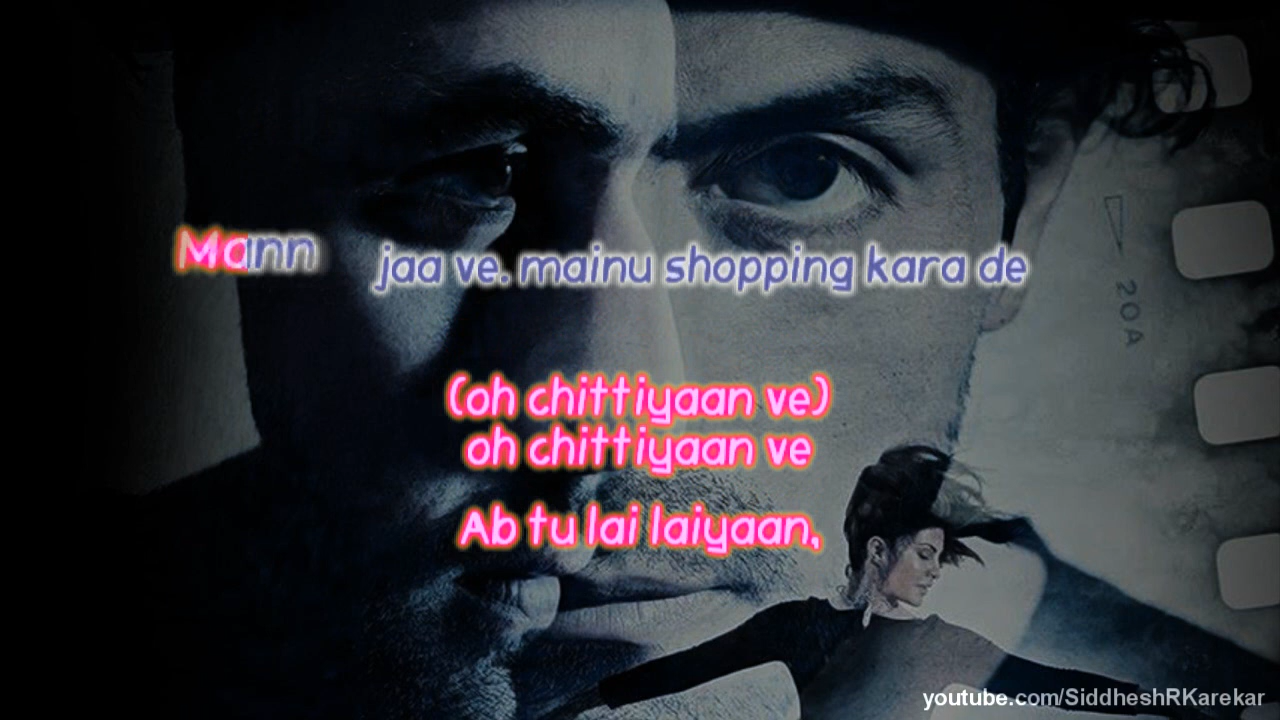 Mann jaa ve. mainu shopping kara de
(oh chittiyaan ve)
oh chittiyaan ve
Ab tu lai laiyaan,
20A
youtube.com/SiddheshRKarekar